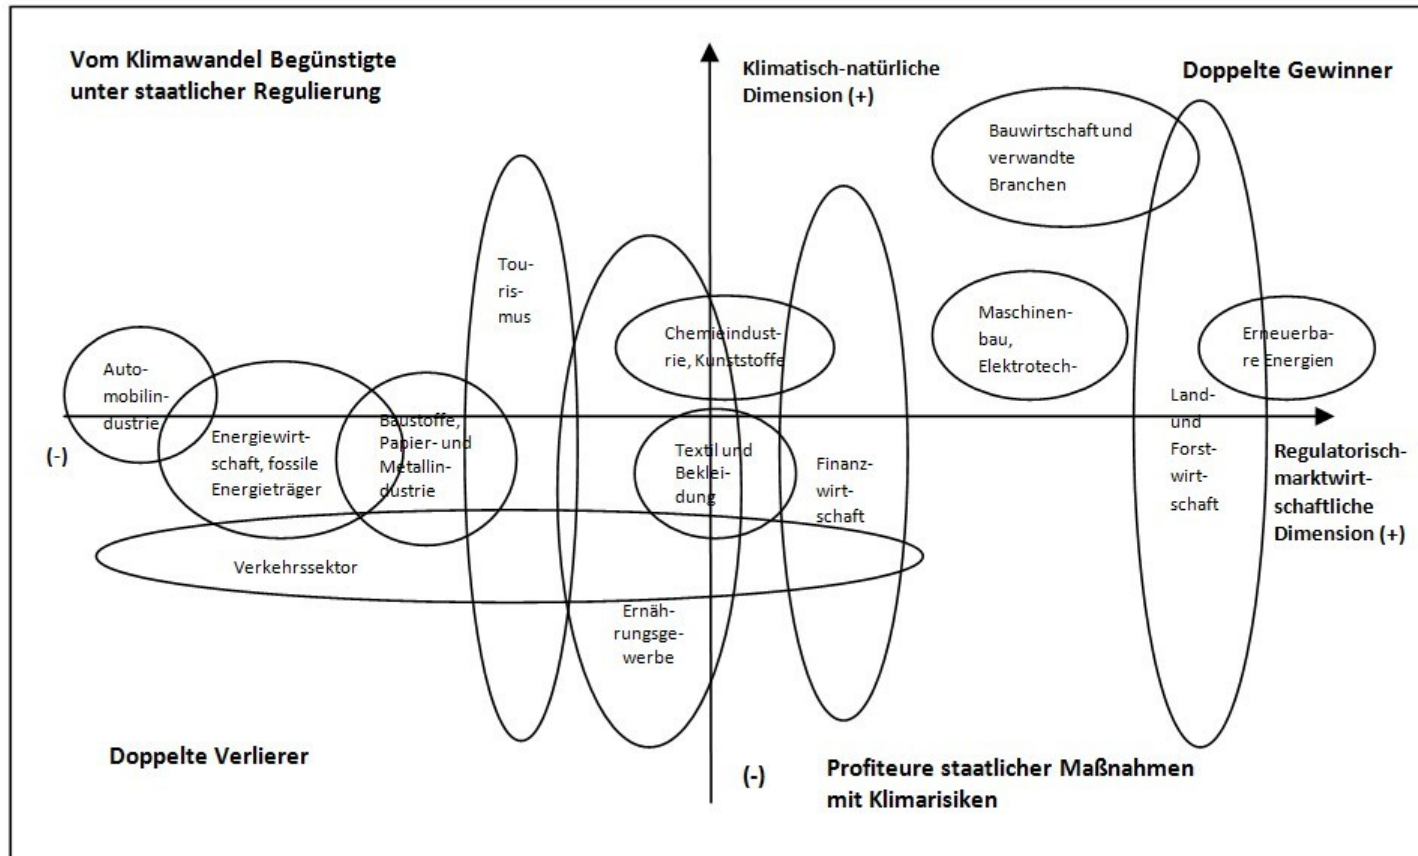 Vom Klimawandel Begünstigte
unter staatlicher Regulierung
Klimatisch-natürliche
Dimension (+)
Doppelte Gewinner
Bauwirtschaft und
verwandte
Branchen
Tou-
ris-
mus
Chemieindust-
rie, Kunststoffe
Maschinen-
bau,
Elektrotech-
Erneuerba-
re Energien
Auto-
mobilin-
dustrie
(-)
Energiewirt-
schaft, fossile
Energieträger
Baustoffe,
Papier- und
Metallin-
dustrie
Textil und
Beklei-
dung
Finanz-
wirt-
schaft
Land-
und
Forst-
wirt-
schaft
Regulatorisch-
marktwirt-
schaftliche
Dimension (+)
Verkehrssektor
Ernäh-
rungsge-
werbe
Doppelte Verlierer
(-)
Profiteure staatlicher Maßnahmen
mit Klimarisiken